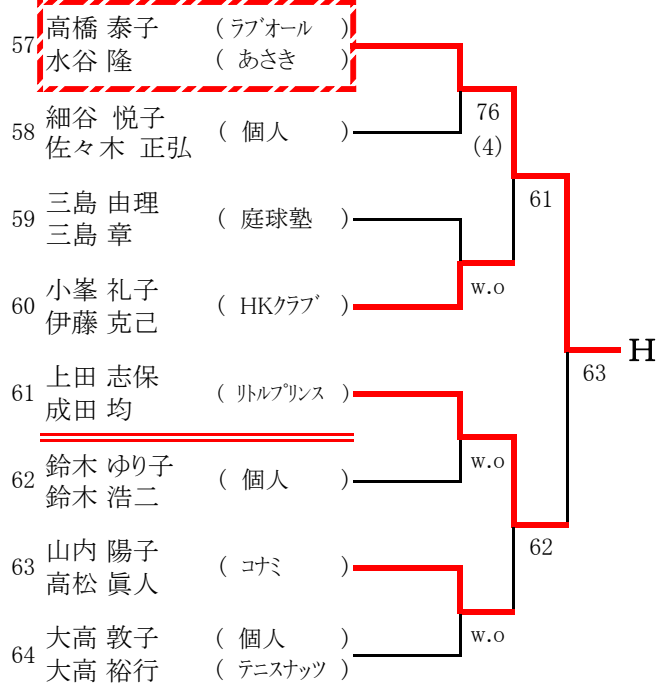 57 高橋 泰子 ( ラブオール )
水谷 隆 ( あさき )
76
(4)
58 細谷 悦子 ( 個人 )
佐々木 正弘
61
59 三島 由理 ( 庭球塾 )
三島 章
w.o
60 小峯 礼子 ( HKクラブ )
伊藤 克己
63 H
61 上田 志保 ( リトルプリンス )
成田 均
w.o
62 鈴木 ゆり子 ( 個人 )
鈴木 浩二
62
63 山内 陽子 ( コナミ )
高松 眞人
w.o
64 大高 敦子 ( 個人 )
大高 裕行 ( テニスナッツ )